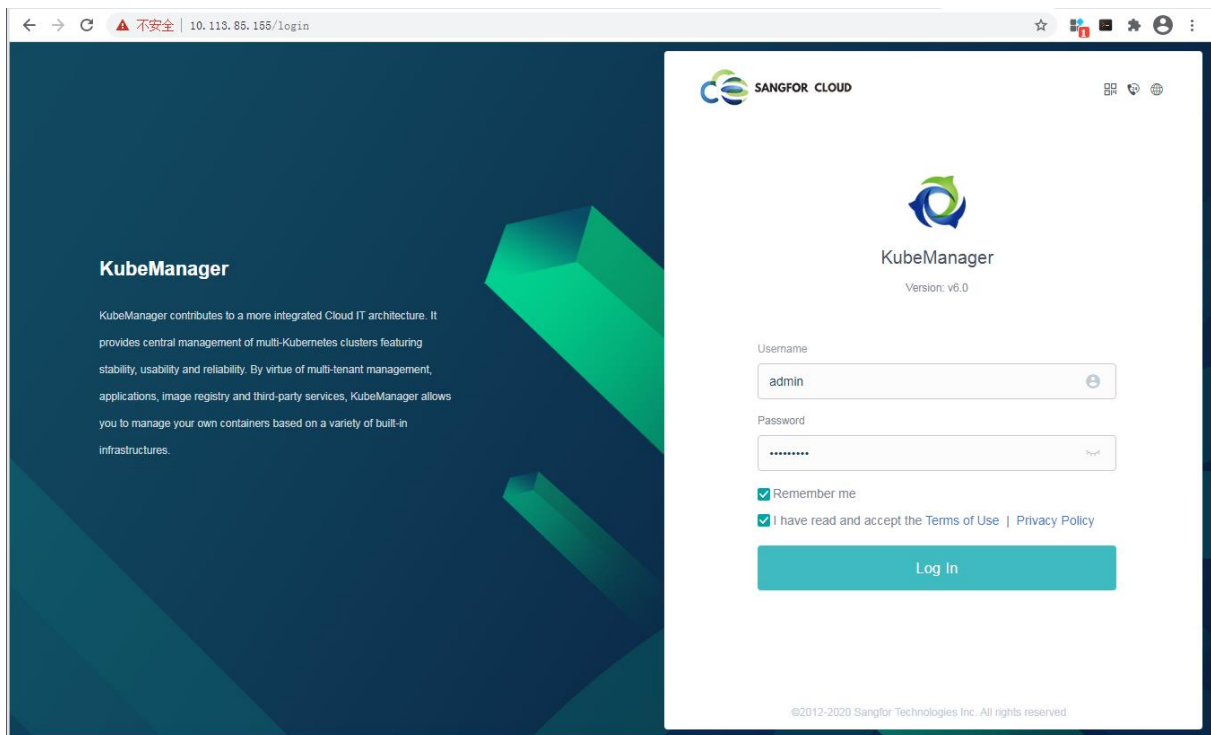 不安全 | 10.113.85.155/login
1
SANGFOR CLOUD
KubeManager
Version: v6.0
KubeManager
KubeManager contributes to a more integrated Cloud IT architecture. It
provides central management of multi-Kubernetes clusters featuring
stability, usability and reliability. By virtue of multi-tenant management,
applications, image registry and third-party services, KubeManager allows
you to manage your own containers based on a variety of built-in
infrastructures.
Username
admin
Password
•••••••••
Remember me
I have read and accept the Terms of Use | Privacy Policy
Log In
©2012-2020 Sangfor Technologies Inc. All rights reserved